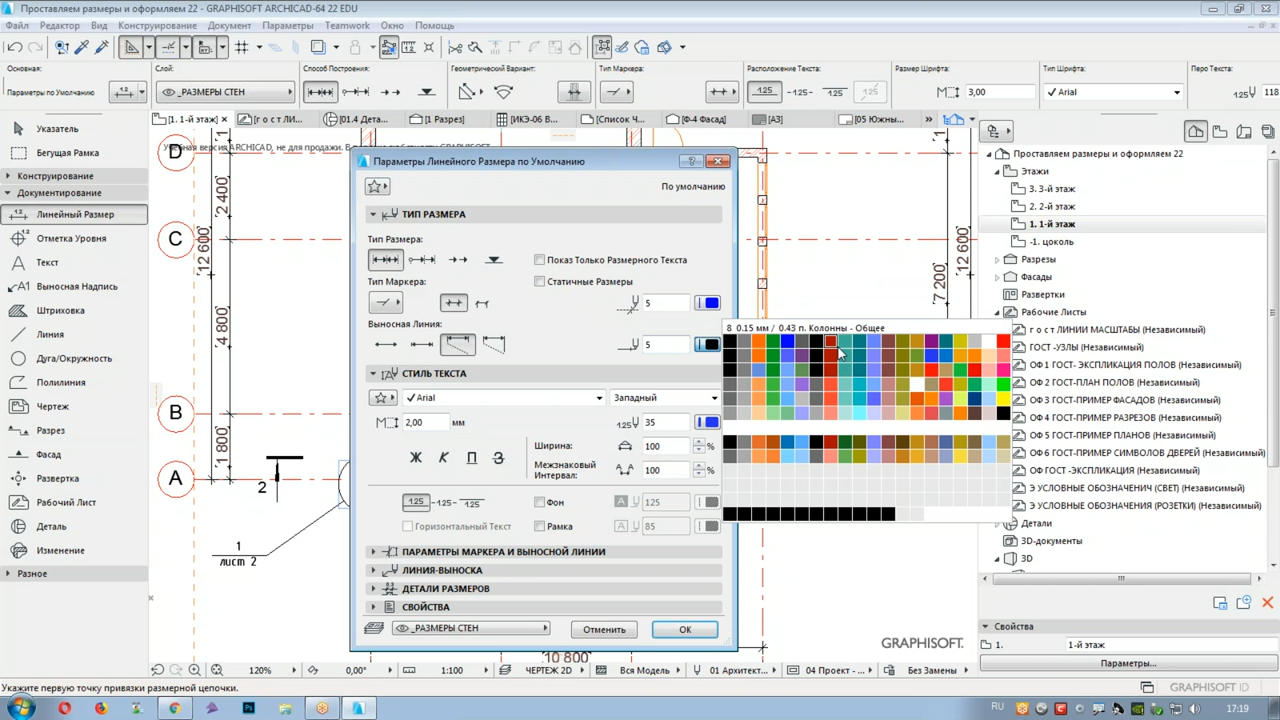 Проставляем размеры и оформляем 22 - GRAPHISOFT ARCHICAD-64 22 EDU
Файл Редактор Вид Конструирование Документ Параметры Teamwork Окно Помощь
Основная: Слой: Способ Построения: Геометрический Вариант: Тип Маркера: Расположение Текста: Размер Шрифта: Тип Шрифта: Перо Текста:
Параметры по Умолчанию
_РАЗМЕРЫ СТЕН
3,00
Arial
118
[1. 1-й этаж]
[г о с т ЛИ...
[01.4 Дета...
[1 Разрез]
[ИКЭ-06 В...
[Список Ч...
[Ф-4 Фасад]
[А3]
[05 Южны...
Указатель
Бегущая Рамка
Конструирование
Документирование
Линейный Размер
Отметка Уровня
Текст
Выносная Надпись
Штриховка
Линия
Дуга/Окружность
Полилиния
Чертеж
Разрез
Фасад
Развертка
Рабочий Лист
Деталь
Изменение
Разное
D
C
B
A
2 400
12 600
4 800
1 800
2
1
лист 2
12 600
7 200
10 800
Параметры Линейного Размера по Умолчанию
По умолчанию
ТИП РАЗМЕРА
Тип Размера:
Показ Только Размерного Текста
Тип Маркера:
Статичные Размеры
5
Выносная Линия:
5
СТИЛЬ ТЕКСТА
Arial
Западный
2,00 мм
35
Ширина: 100 %
Межзнаковый Интервал: 100 %
Ж К П З
Фон 125
Горизонтальный Текст
Рамка 85
ПАРАМЕТРЫ МАРКЕРА И ВЫНОСНОЙ ЛИНИИ
ЛИНИЯ-ВЫНОСКА
ДЕТАЛИ РАЗМЕРОВ
СВОЙСТВА
_РАЗМЕРЫ СТЕН
Отменить
OK
8 0.15 мм / 0.43 п. Колонны - Общее
Проставляем размеры и оформляем 22
Этажи
3. 3-й этаж
2. 2-й этаж
1. 1-й этаж
-1. цоколь
Разрезы
Фасады
Развертки
Рабочие Листы
г о с т ЛИНИИ МАСШТАБЫ (Независимый)
ГОСТ -УЗЛЫ (Независимый)
ОФ 1 ГОСТ- ЭКСПЛИКАЦИЯ ПОЛОВ (Независимый)
ОФ 2 ГОСТ-ПЛАН ПОЛОВ (Независимый)
ОФ 3 ГОСТ-ПРИМЕР ФАСАДОВ (Независимый)
ОФ 4 ГОСТ-ПРИМЕР РАЗРЕЗОВ (Независимый)
ОФ 5 ГОСТ-ПРИМЕР ПЛАНОВ (Независимый)
ОФ 6 ГОСТ-ПРИМЕР СИМВОЛОВ ДВЕРЕЙ (Независимый)
ОФ ГОСТ -ЭКСПЛИКАЦИЯ (Независимый)
Э УСЛОВНЫЕ ОБОЗНАЧЕНИЯ (СВЕТ) (Независимый)
Э УСЛОВНЫЕ ОБОЗНАЧЕНИЯ (РОЗЕТКИ) (Независимый)
Детали
3D-документы
3D
Свойства
1. 1-й этаж
Параметры...
GRAPHISOFT.
120% 0,00° 1:100 ЧЕРТЕЖ 2D Вся Модель 01 Архитект... 04 Проект - ... Без Замены
Укажите первую точку привязки размерной цепочки.
GRAPHISOFT ID
RU
17:19